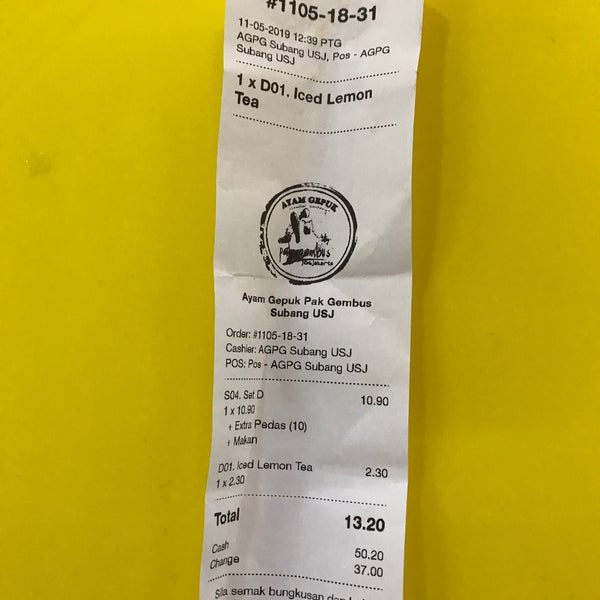 #1105-18-31
11-05-2019 12:39 PTG
AGPG Subang USJ, Pos - AGPG
Subang USJ
1 x D01. Iced Lemon
Tea
AYAM GEPUK
Ayam Gepuk Pak Gembus
Subang USJ
Order: #1105-18-31
Cashier: AGPG Subang USJ
POS: Pos - AGPG Subang USJ
S04. Set D 10.90
1 x 10.90
+ Extra Pedas (10)
+ Makan
D01. Iced Lemon Tea 2.30
1 x 2.30
Total 13.20
Cash 50.20
Change 37.00
Sila semak bungkusan dan